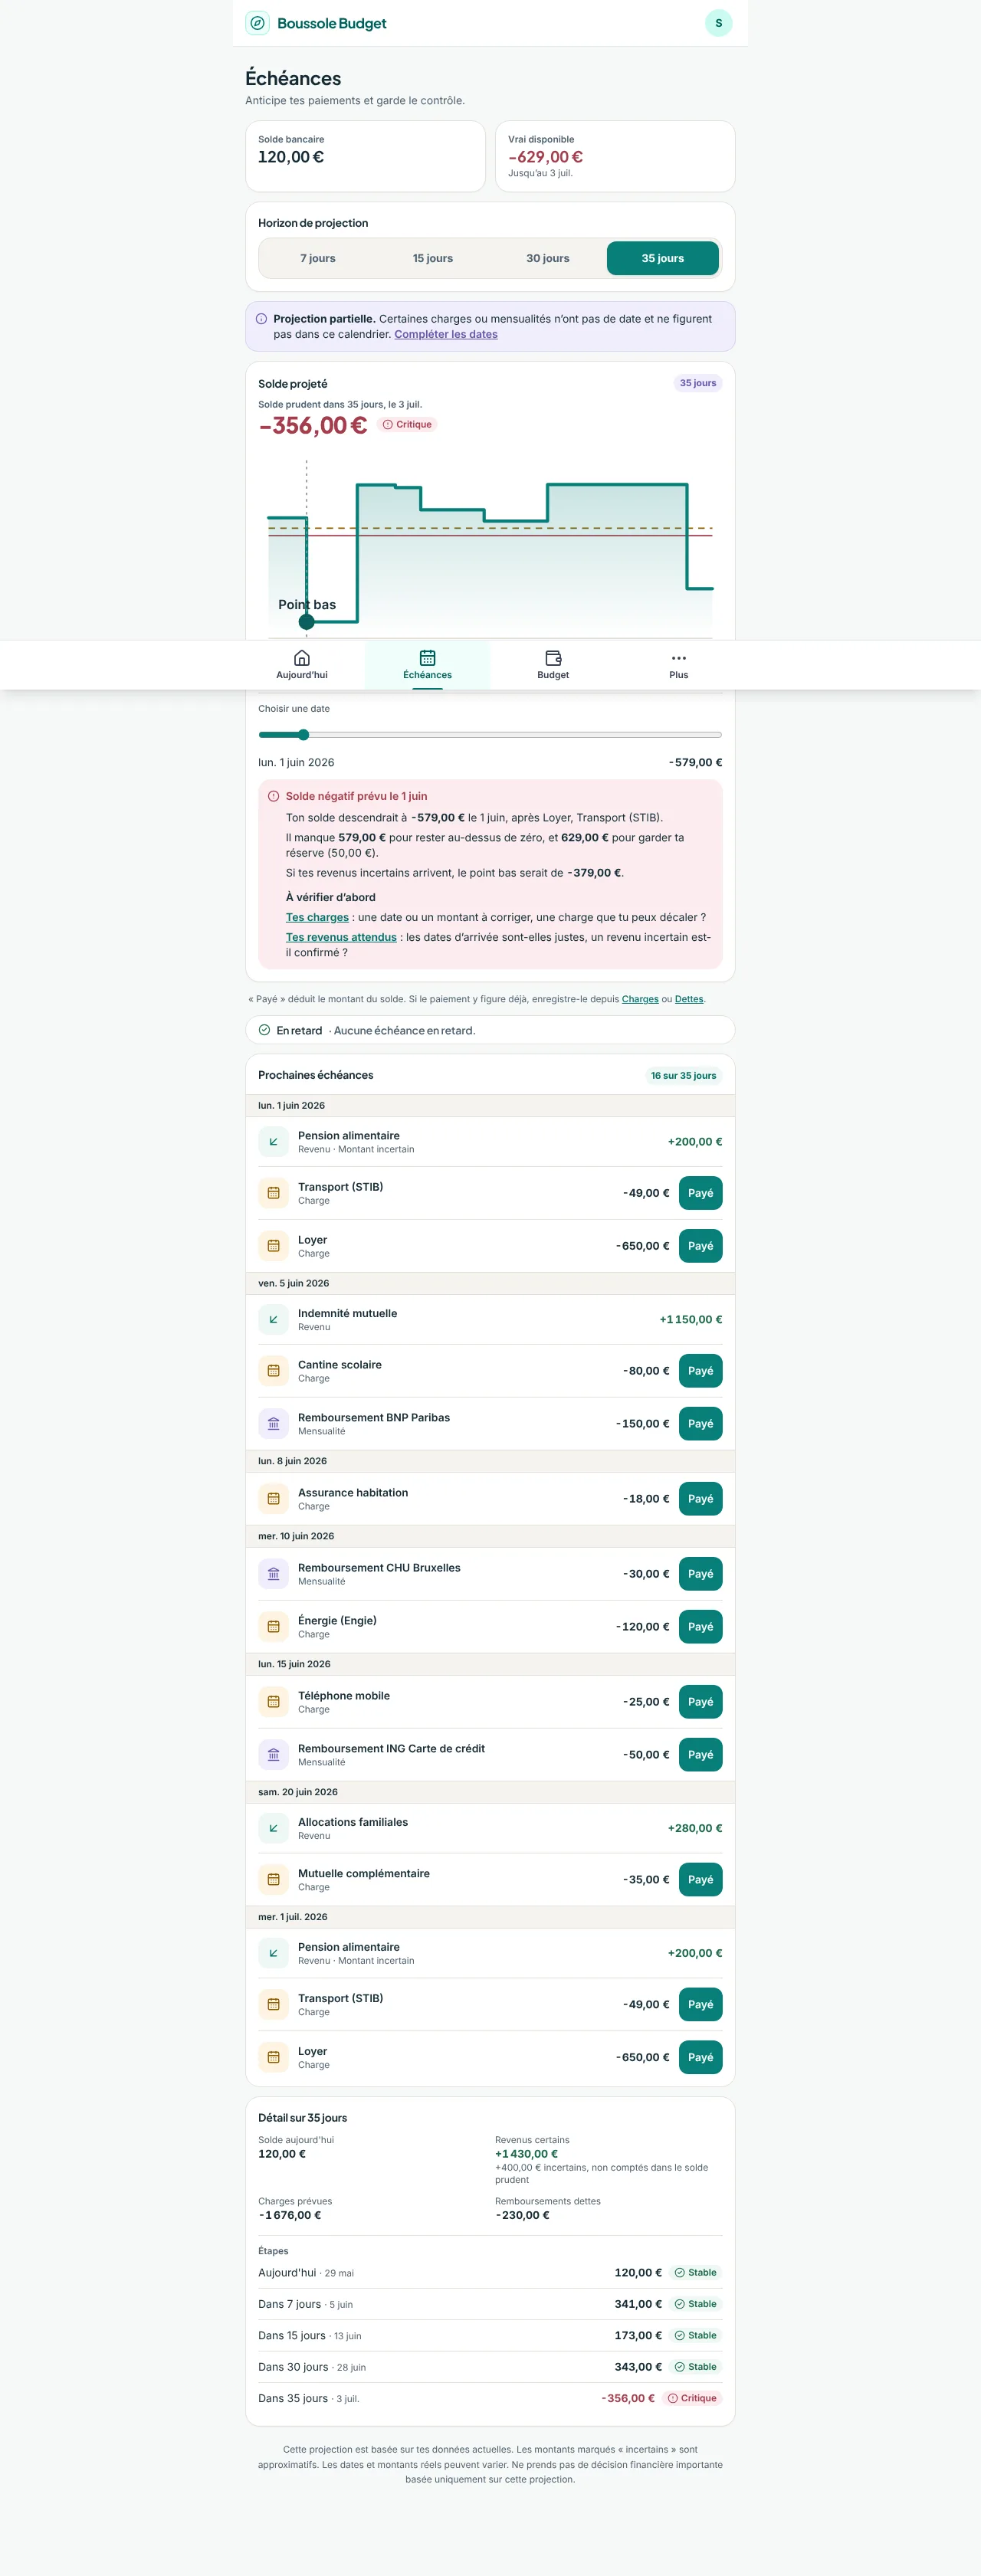 Boussole Budget
S
Échéances
Anticipe tes paiements et garde le contrôle.
Solde bancaire
120,00 €
Vrai disponible
-629,00 €
Jusqu'au 3 juil.
Horizon de projection
7 jours
15 jours
30 jours
35 jours
Projection partielle. Certaines charges ou mensualités n'ont pas de date et ne figurent
pas dans ce calendrier. Compléter les dates
Solde projeté
35 jours
Solde prudent dans 35 jours, le 3 juil.
-356,00 €
Critique
Point bas
Aujourd'hui
Échéances
Budget
Plus
Choisir une date
lun. 1 juin 2026
-579,00 €
Solde négatif prévu le 1 juin
Ton solde descendrait à -579,00 € le 1 juin, après Loyer, Transport (STIB).
Il manque 579,00 € pour rester au-dessus de zéro, et 629,00 € pour garder ta
réserve (50,00 €).
Si tes revenus incertains arrivent, le point bas serait de -379,00 €.
À vérifier d'abord
Tes charges : une date ou un montant à corriger, une charge que tu peux décaler ?
Tes revenus attendus : les dates d'arrivée sont-elles justes, un revenu incertain est-
il confirmé ?
« Payé » déduit le montant du solde. Si le paiement y figure déjà, enregistre-le depuis Charges ou Dettes.
En retard · Aucune échéance en retard.
Prochaines échéances
16 sur 35 jours
lun. 1 juin 2026
Pension alimentaire
Revenu · Montant incertain
+200,00 €
Transport (STIB)
Charge
-49,00 €
Payé
Loyer
Charge
-650,00 €
Payé
ven. 5 juin 2026
Indemnité mutuelle
Revenu
+1 150,00 €
Cantine scolaire
Charge
-80,00 €
Payé
Remboursement BNP Paribas
Mensualité
-150,00 €
Payé
lun. 8 juin 2026
Assurance habitation
Charge
-18,00 €
Payé
mer. 10 juin 2026
Remboursement CHU Bruxelles
Mensualité
-30,00 €
Payé
Énergie (Engie)
Charge
-120,00 €
Payé
lun. 15 juin 2026
Téléphone mobile
Charge
-25,00 €
Payé
Remboursement ING Carte de crédit
Mensualité
-50,00 €
Payé
sam. 20 juin 2026
Allocations familiales
Revenu
+280,00 €
Mutuelle complémentaire
Charge
-35,00 €
Payé
mer. 1 juil. 2026
Pension alimentaire
Revenu · Montant incertain
+200,00 €
Transport (STIB)
Charge
-49,00 €
Payé
Loyer
Charge
-650,00 €
Payé
Détail sur 35 jours
Solde aujourd'hui
120,00 €
Revenus certains
+1 430,00 €
+400,00 € incertains, non comptés dans le solde
prudent
Charges prévues
-1 676,00 €
Remboursements dettes
-230,00 €
Étapes
Aujourd'hui · 29 mai
120,00 €
Stable
Dans 7 jours · 5 juin
341,00 €
Stable
Dans 15 jours · 13 juin
173,00 €
Stable
Dans 30 jours · 28 juin
343,00 €
Stable
Dans 35 jours · 3 juil.
-356,00 €
Critique
Cette projection est basée sur tes données actuelles. Les montants marqués « incertains » sont
approximatifs. Les dates et montants réels peuvent varier. Ne prends pas de décision financière importante
basée uniquement sur cette projection.